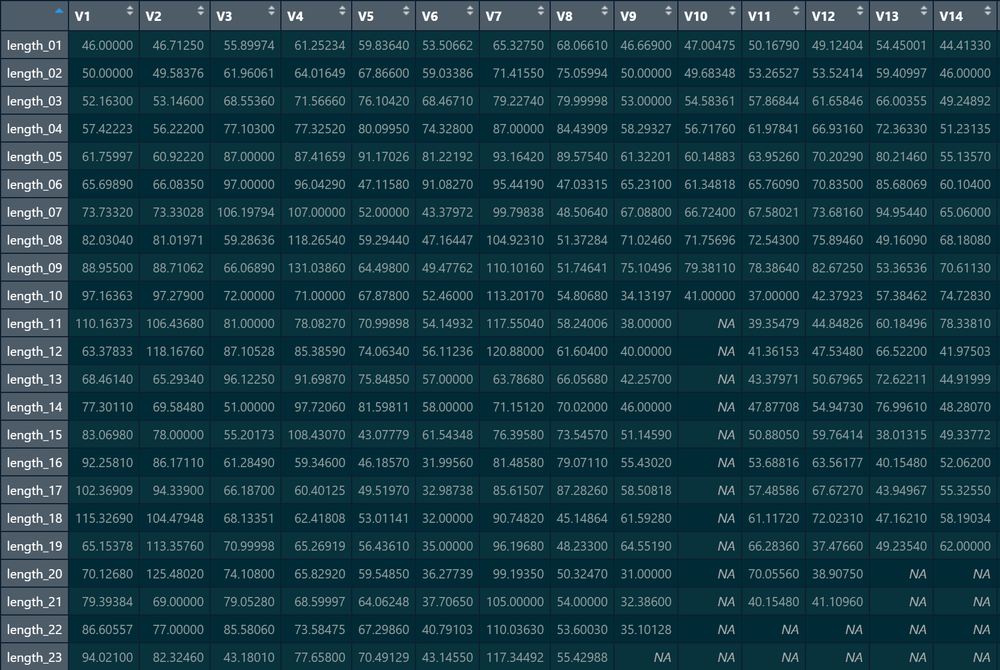 V1 V2 V3 V4 V5 V6 V7 V8 V9 V10 V11 V12 V13 V14
length_01 46.00000 46.71250 55.89974 61.25234 59.83640 53.50662 65.32750 68.06610 46.66900 47.00475 50.16790 49.12404 54.45001 44.41330
length_02 50.00000 49.58376 61.96061 64.01649 67.86600 59.03386 71.41550 75.05994 50.00000 49.68348 53.26527 53.52414 59.40997 46.00000
length_03 52.16300 53.14600 68.55360 71.56660 76.10420 68.46710 79.22740 79.99998 53.00000 54.58361 57.86844 61.65846 66.00355 49.24892
length_04 57.42223 56.22200 77.10300 77.32520 80.09950 74.32800 87.00000 84.43909 58.29327 56.71760 61.97841 66.93160 72.36330 51.23135
length_05 61.75997 60.92220 87.00000 87.41659 91.17026 81.22192 93.16420 89.57540 61.32201 60.14883 63.95260 70.20290 80.21460 55.13570
length_06 65.69890 66.08350 97.00000 96.04290 47.11580 91.08270 95.44190 47.03315 65.23100 61.34818 65.76090 70.83500 85.68069 60.10400
length_07 73.73320 73.33028 106.19794 107.00000 52.00000 43.37972 99.79838 48.50640 67.08800 66.72400 67.58021 73.68160 94.95440 65.06000
length_08 82.03040 81.01971 59.28636 118.26540 59.29440 47.16447 104.92310 51.37284 71.02460 71.75696 72.54300 75.89460 49.16090 68.18080
length_09 88.95500 88.71062 66.06890 131.03860 64.49800 49.47762 110.10160 51.74641 75.10496 79.38110 78.38640 82.67250 53.36536 70.61130
length_10 97.16363 97.27900 72.00000 71.00000 67.87800 52.46000 113.20170 54.80680 34.13197 41.00000 37.00000 42.37923 57.38462 74.72830
length_11 110.16373 106.43680 81.00000 78.08270 70.99898 54.14932 117.55040 58.24006 38.00000 NA 39.35479 44.84826 60.18496 78.33810
length_12 63.37833 118.16760 87.10528 85.38590 74.06340 56.11236 120.88000 61.60400 40.00000 NA 41.36153 47.53480 66.52200 41.97503
length_13 68.46140 65.29340 96.12250 91.69870 75.84850 57.00000 63.78680 66.05680 42.25700 NA 43.37971 50.67965 72.62211 44.91999
length_14 77.30110 69.58480 51.00000 97.72060 81.59811 58.00000 71.15120 70.02000 46.00000 NA 47.87708 54.94730 76.99610 48.28070
length_15 83.06980 78.00000 55.20173 108.43070 43.07779 61.54348 76.39580 73.54570 51.14590 NA 50.88050 59.76414 38.01315 49.33772
length_16 92.25810 86.17110 61.28490 59.34600 46.18570 31.99560 81.48580 79.07110 55.43020 NA 53.68816 63.56177 40.15480 52.06200
length_17 102.36909 94.33900 66.18700 60.40125 49.51970 32.98738 85.61507 87.28260 58.50818 NA 57.48586 67.67270 43.94967 55.32550
length_18 115.32690 104.47948 68.13351 62.41808 53.01141 32.00000 90.74820 45.14864 61.59280 NA 61.11720 72.02310 47.16210 58.19034
length_19 65.15378 113.35760 70.99998 65.26919 56.43610 35.00000 96.19680 48.23300 64.55190 NA 66.28360 37.47660 49.23540 62.00000
length_20 70.12680 125.48020 74.10800 65.82920 59.54850 36.27739 99.19350 50.32470 31.00000 NA 70.05560 38.90750 NA NA
length_21 79.39384 69.00000 79.05280 68.59997 64.06248 37.70650 105.00000 54.00000 32.38600 NA 40.15480 41.10960 NA NA
length_22 86.60557 77.00000 85.58060 73.58475 67.29860 40.79103 110.03630 53.60030 35.10128 NA NA NA NA NA
length_23 94.02100 82.32460 43.18010 77.65800 70.49129 43.14550 117.34492 55.42988 NA NA NA NA NA NA